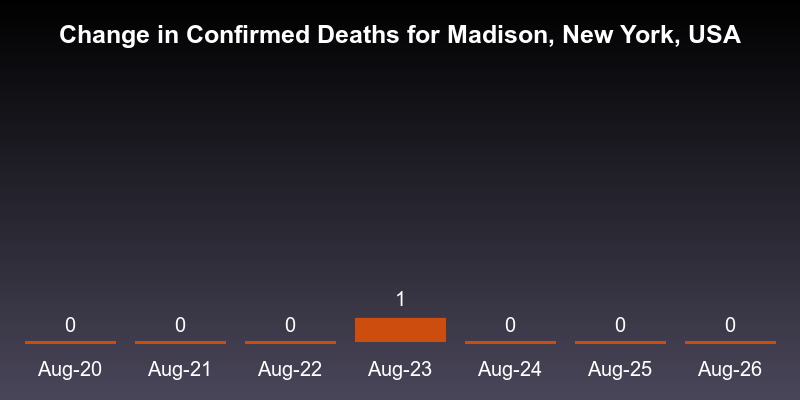 Change in Confirmed Deaths for Madison, New York, USA
0 0 0 1 0 0 0
Aug-20 Aug-21 Aug-22 Aug-23 Aug-24 Aug-25 Aug-26